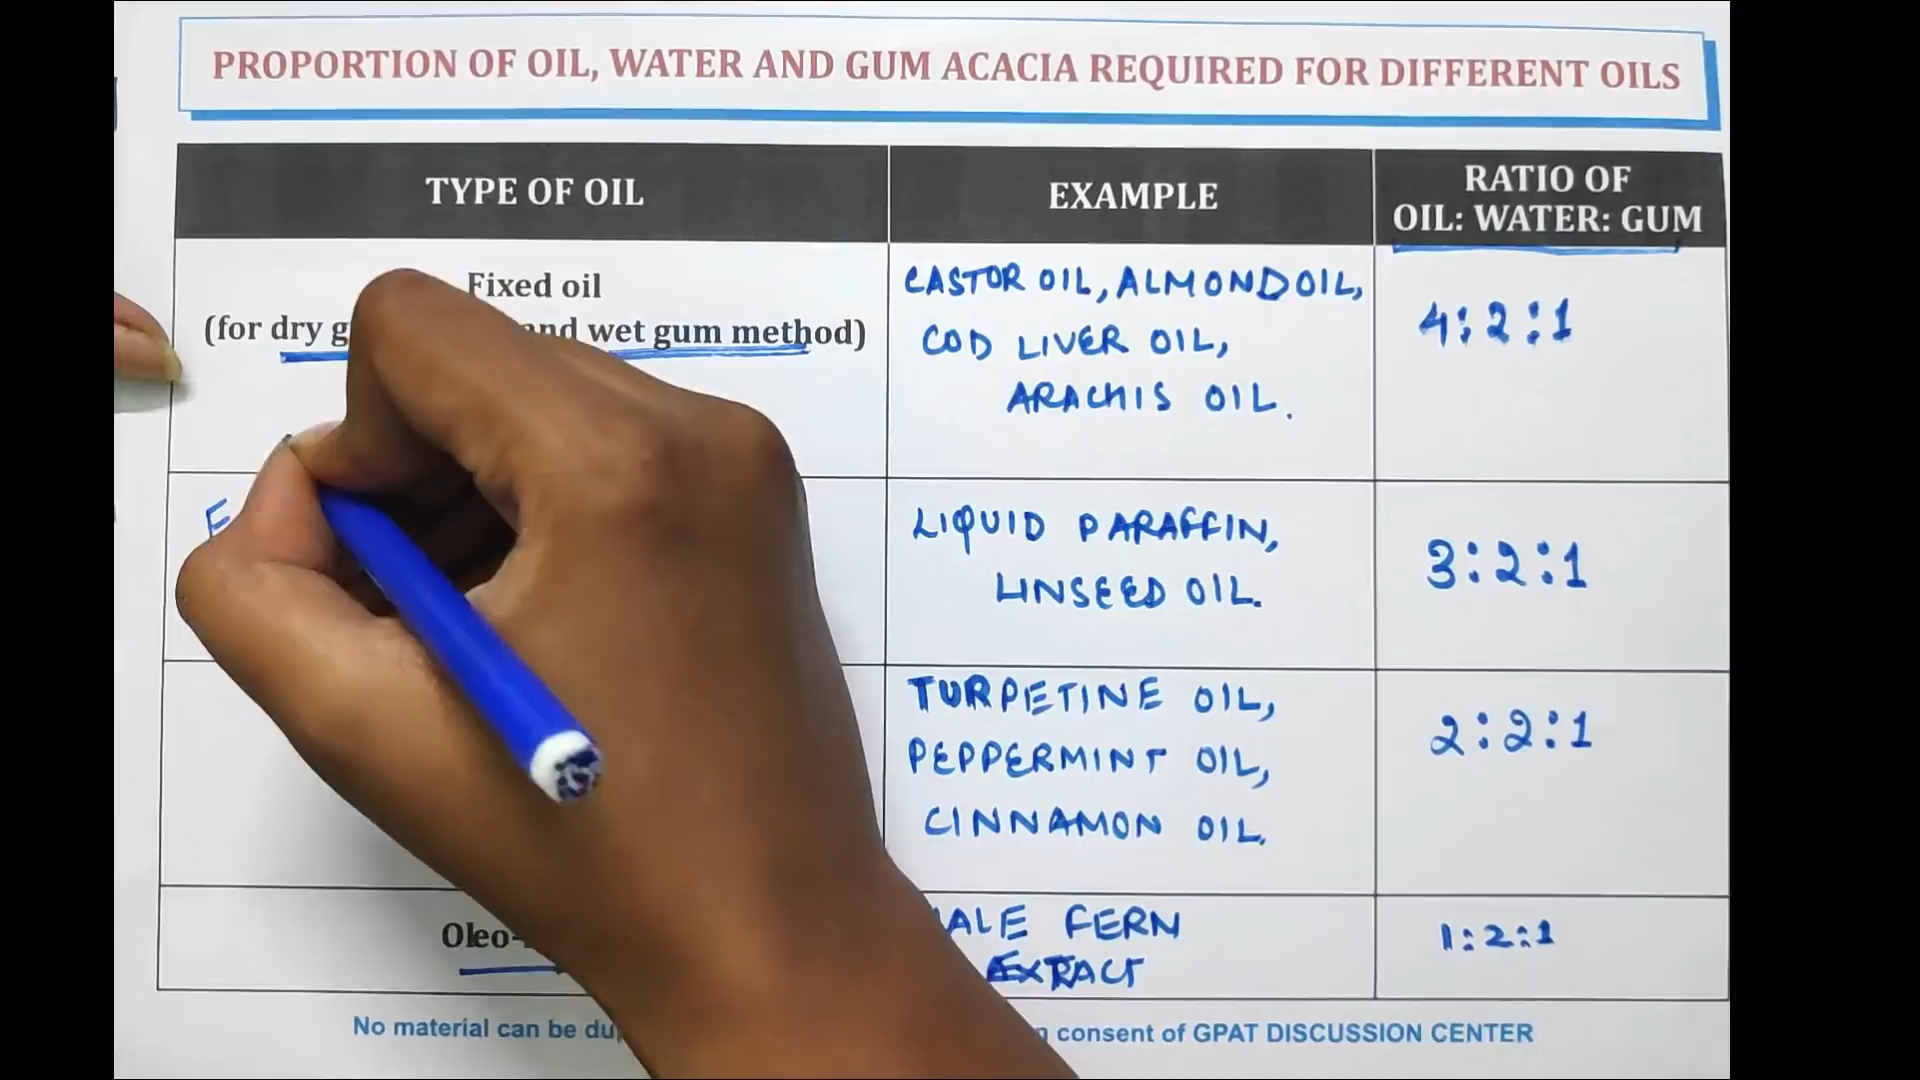 PROPORTION OF OIL, WATER AND GUM ACACIA REQUIRED FOR DIFFERENT OILS
TYPE OF OIL
EXAMPLE
RATIO OF
OIL: WATER: GUM
Fixed oil
(for dry and wet gum method)
CASTOR OIL, ALMOND OIL,
COD LIVER OIL,
ARACHIS OIL.
4:2:1
LIQUID PARAFFIN,
LINSEED OIL.
3:2:1
TURPETINE OIL,
PEPPERMINT OIL,
CINNAMON OIL.
2:2:1
Oleo-
FERN
EXTRACT
1:2:1
No material can be consent of GPAT DISCUSSION CENTER